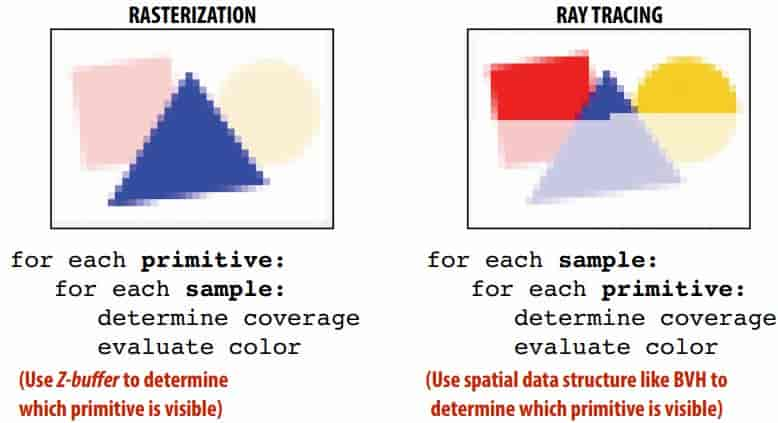 RASTERIZATION
for each primitive:
for each sample:
determine coverage
evaluate color
(Use Z-buffer to determine
which primitive is visible)
RAY TRACING
for each sample:
for each primitive:
determine coverage
evaluate color
(Use spatial data structure like BVH to
determine which primitive is visible)